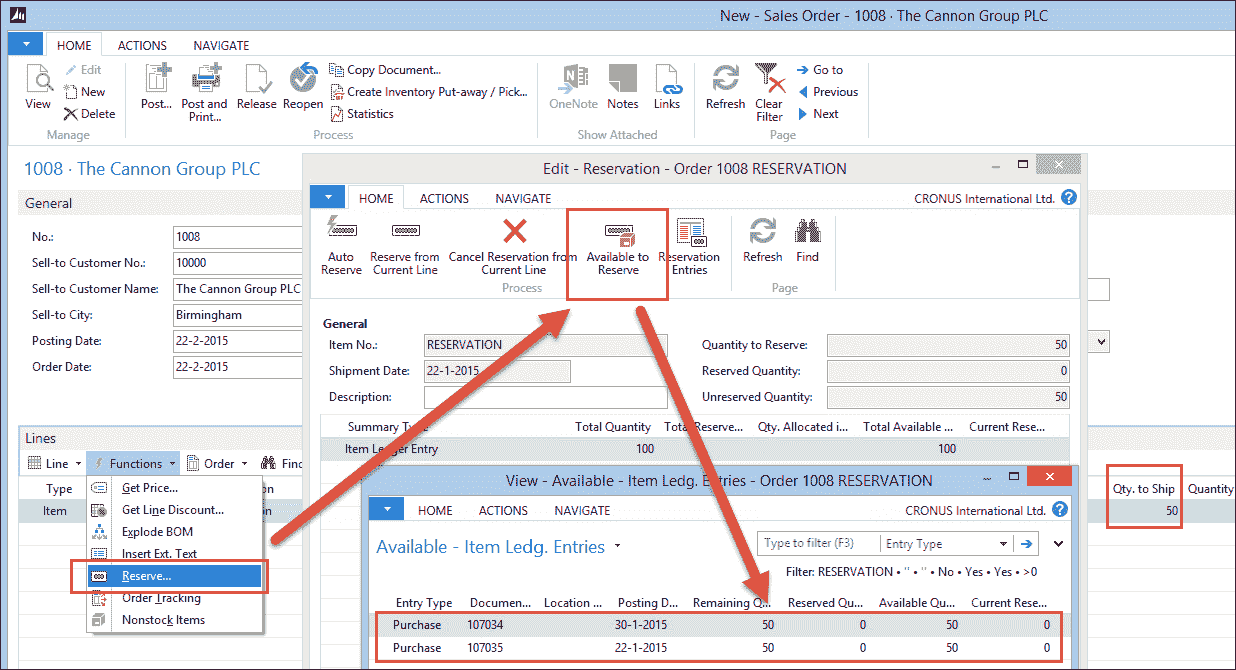 New - Sales Order - 1008 · The Cannon Group PLC
HOME ACTIONS NAVIGATE
View
Edit
New
Delete
Manage
Post...
Post and Print...
Release
Reopen
Copy Document...
Create Inventory Put-away / Pick...
Statistics
Process
OneNote
Notes
Links
Show Attached
Refresh
Clear Filter
Go to
Previous
Next
Page
1008 · The Cannon Group PLC
General
No.: 1008
Sell-to Customer No.: 10000
Sell-to Customer Name: The Cannon Group PLC
Sell-to City: Birmingham
Posting Date: 22-2-2015
Order Date: 22-2-2015
Lines
Line Functions Order Find
Type
Item
Get Price...
Get Line Discount...
Explode BOM
Insert Ext. Text
Reserve...
Order Tracking
Nonstock Items
Qty. to Ship Quantity
50
Edit - Reservation - Order 1008 RESERVATION
HOME ACTIONS NAVIGATE
CRONUS International Ltd.
Auto Reserve
Reserve from Current Line
Cancel Reservation from Current Line
Available to Reserve
Reservation Entries
Process
Refresh
Find
Page
General
Item No.: RESERVATION
Shipment Date: 22-1-2015
Description:
Quantity to Reserve: 50
Reserved Quantity: 0
Unreserved Quantity: 50
Summary Type Total Quantity Total Reserve... Qty. Allocated i... Total Available ... Current Rese...
Item Ledger Entry 100 100
View - Available - Item Ledg. Entries - Order 1008 RESERVATION
HOME ACTIONS NAVIGATE
CRONUS International Ltd.
Available - Item Ledg. Entries
Type to filter (F3) Entry Type
Filter: RESERVATION • '' • '' • No • Yes • Yes • >0
Entry Type Documen... Location ... Posting D... Remaining Q... Reserved Qu... Available Qu... Current Rese...
Purchase 107034 30-1-2015 50 0 50 0
Purchase 107035 22-1-2015 50 0 50 0